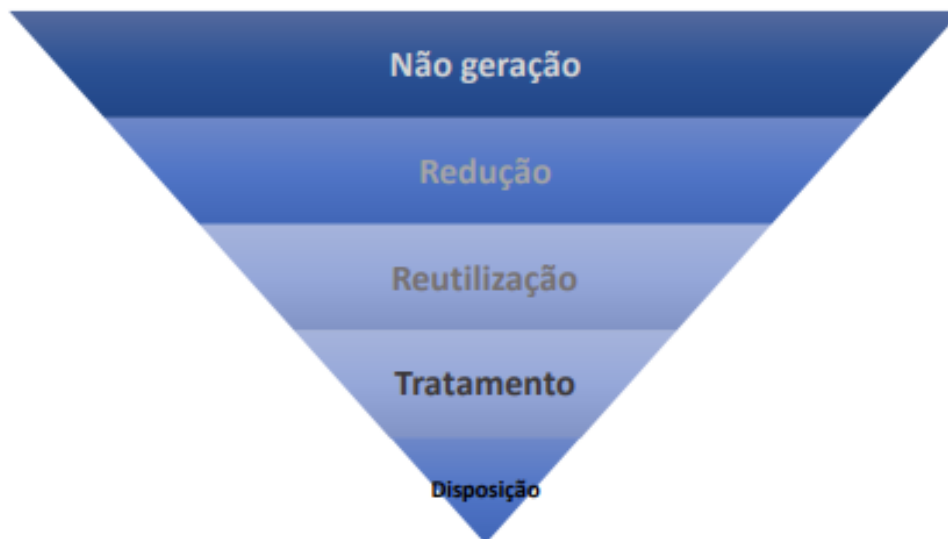 Não geração
Redução
Reutilização
Tratamento
Disposição